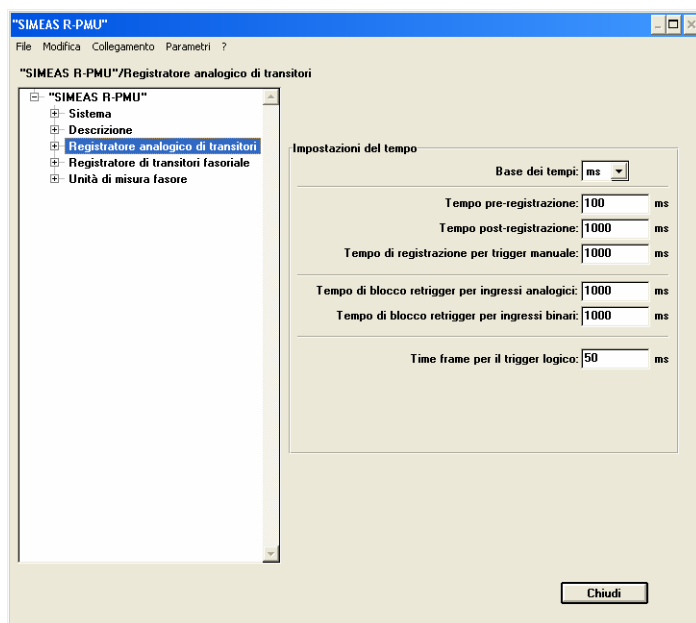 "SIMEAS R-PMU"
File Modifica Collegamento Parametri ?
"SIMEAS R-PMU"/Registratore analogico di transitori
"SIMEAS R-PMU"
Sistema
Descrizione
Registratore analogico di transitori
Registratore di transitori fasoriale
Unità di misura fasore
Impostazioni del tempo
Base dei tempi: ms
Tempo pre-registrazione: 100 ms
Tempo post-registrazione: 1000 ms
Tempo di registrazione per trigger manuale: 1000 ms
Tempo di blocco retrigger per ingressi analogici: 1000 ms
Tempo di blocco retrigger per ingressi binari: 1000 ms
Time frame per il trigger logico: 50 ms
Chiudi